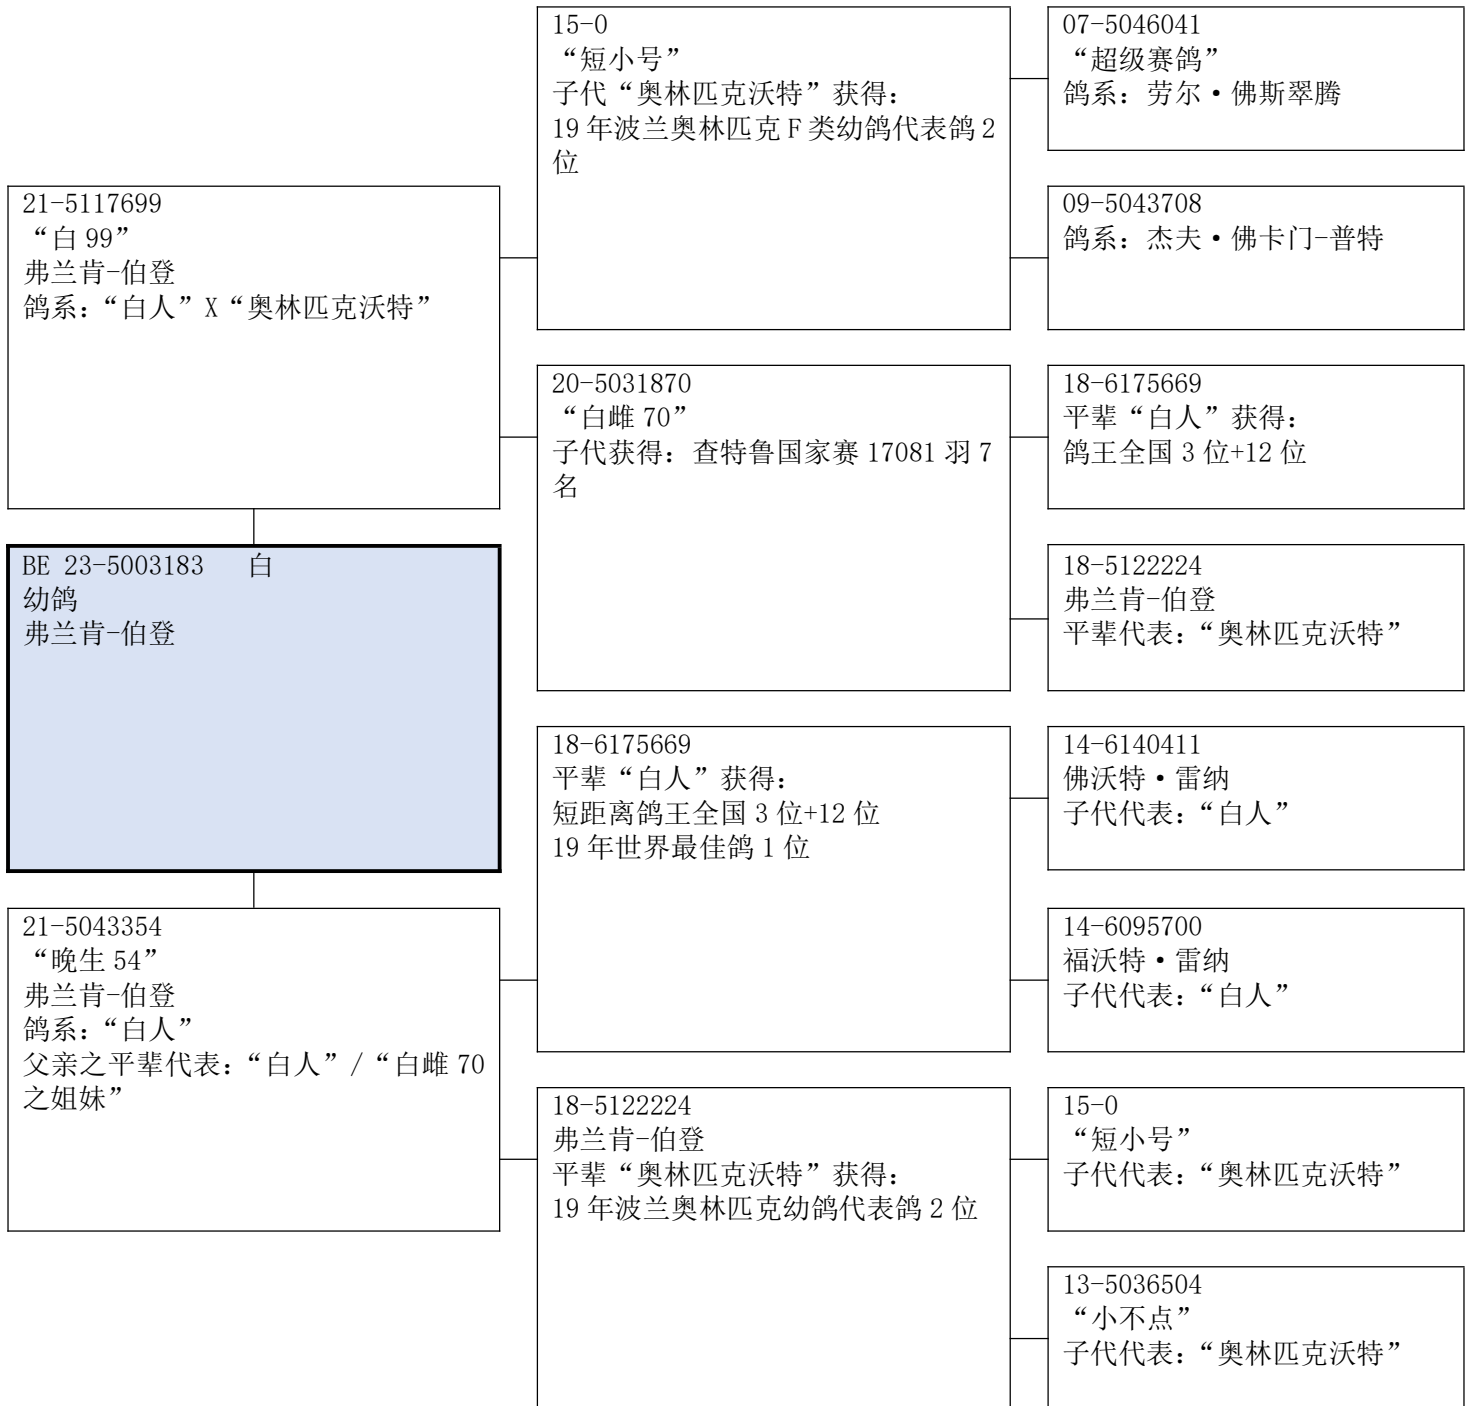 15-0
“短小号”
子代“奥林匹克沃特”获得：
19 年波兰奥林匹克 F 类幼鸽代表鸽 2
位
07-5046041
“超级赛鸽”
鸽系：劳尔•佛斯翠腾
09-5043708
鸽系：杰夫•佛卡门-普特
21-5117699
“白 99”
弗兰肯-伯登
鸽系：“白人”X“奥林匹克沃特”
20-5031870
“白雌 70”
子代获得：查特鲁国家赛 17081 羽 7
名
18-6175669
平辈“白人”获得：
鸽王全国 3 位+12 位
18-5122224
弗兰肯-伯登
平辈代表：“奥林匹克沃特”
BE 23-5003183 白
幼鸽
弗兰肯-伯登
18-6175669
平辈“白人”获得：
短距离鸽王全国 3 位+12 位
19 年世界最佳鸽 1 位
14-6140411
佛沃特•雷纳
子代代表：“白人”
14-6095700
福沃特•雷纳
子代代表：“白人”
21-5043354
“晚生 54”
弗兰肯-伯登
鸽系：“白人”
父亲之平辈代表：“白人”/“白雌 70
之姐妹”
18-5122224
弗兰肯-伯登
平辈“奥林匹克沃特”获得：
19 年波兰奥林匹克幼鸽代表鸽 2 位
15-0
“短小号”
子代代表：“奥林匹克沃特”
13-5036504
“小不点”
子代代表：“奥林匹克沃特”